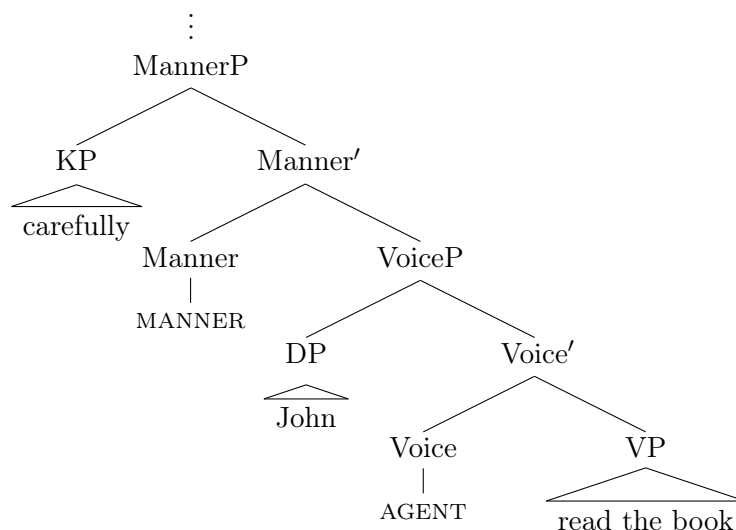 ⋮
MannerP
KP Manner′
carefully
Manner VoiceP
MANNER
DP Voice′
John
Voice VP
AGENT read the book